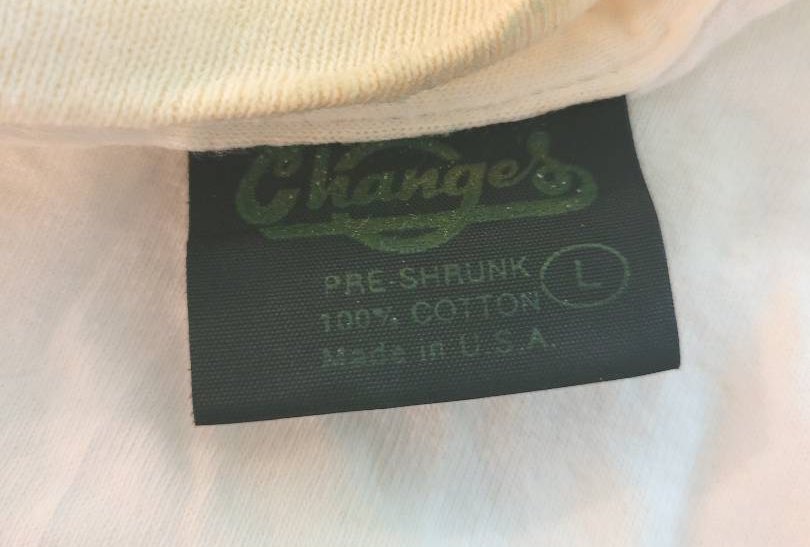 Changes
PRE-SHRUNK L
100% COTTON
Made in U.S.A.